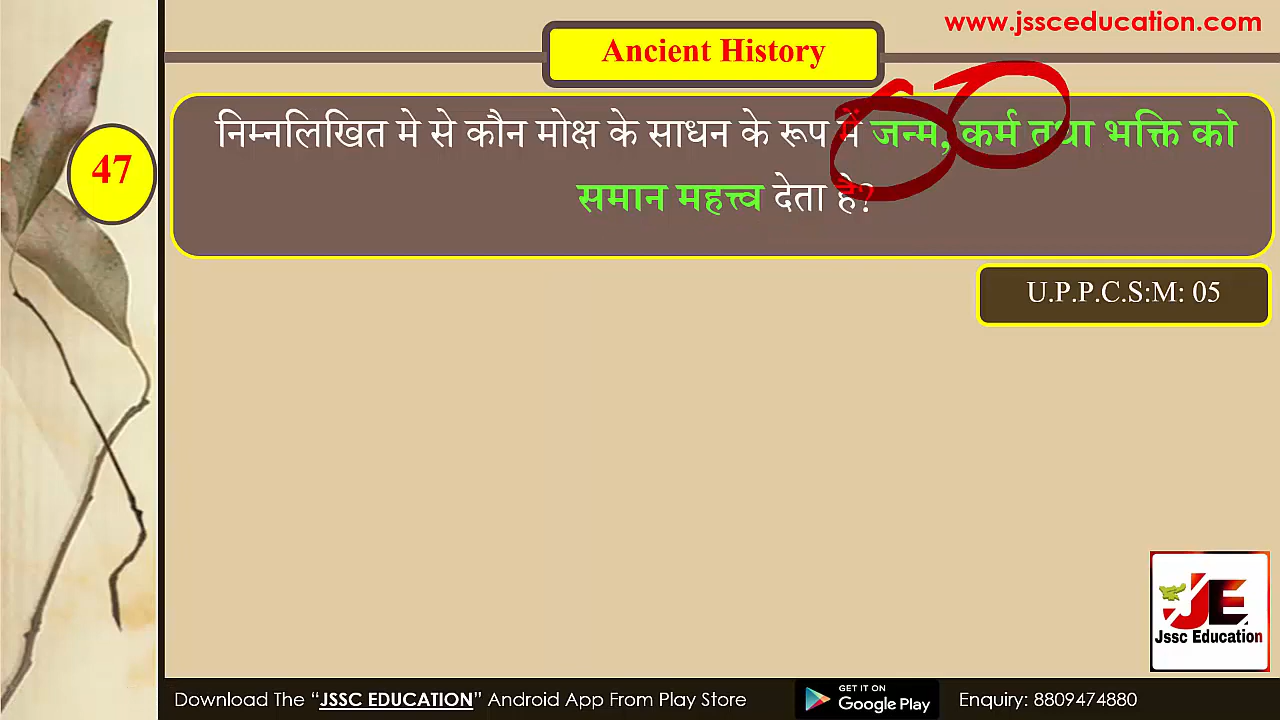 www.jssceducation.com
Ancient History
47
निम्नलिखित मे से कौन मोक्ष के साधन के रूप में जन्म, कर्म तथा भक्ति को
समान महत्त्व देता है?
U.P.P.C.S:M: 05
JE
Jssc Education
Download The “JSSC EDUCATION” Android App From Play Store
GET IT ON
Google Play
Enquiry: 8809474880